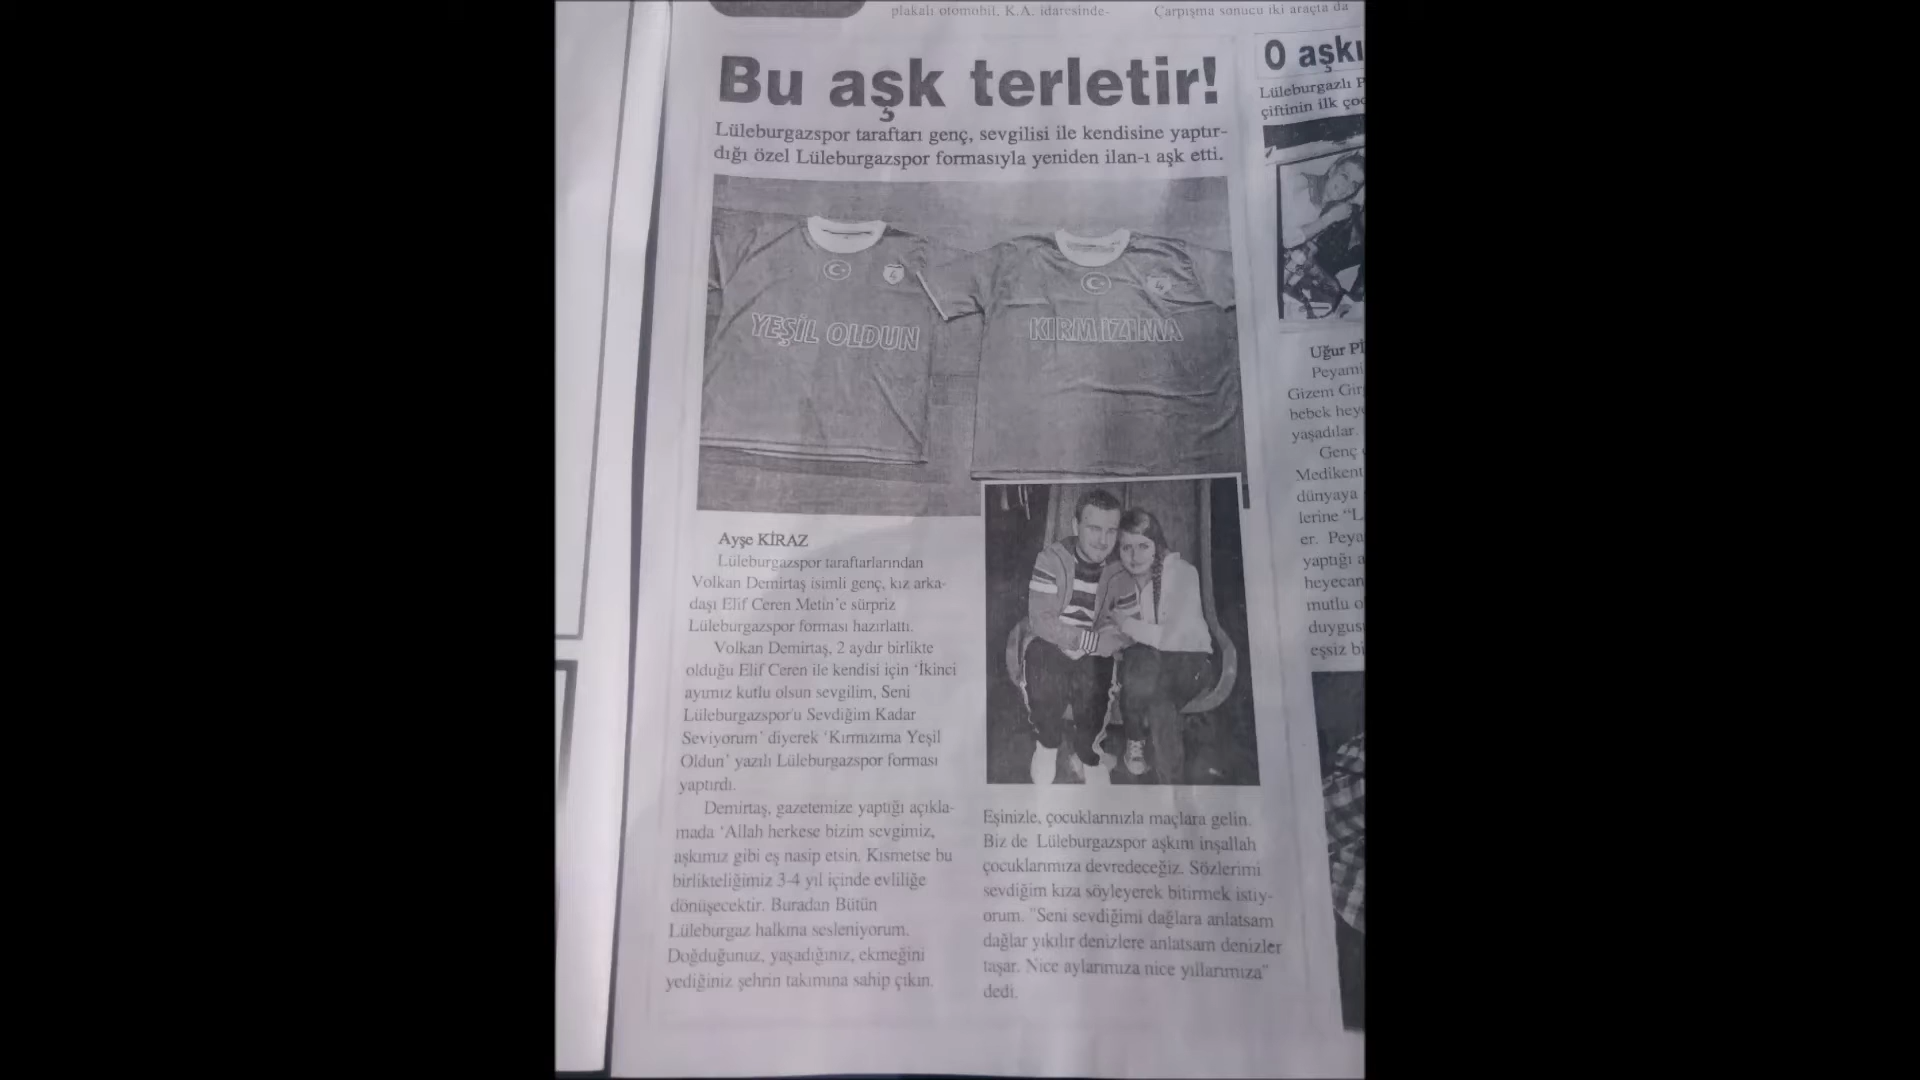 plakalı otomobil, K.A. idaresinde-
Çarpışma sonucu iki araçta da
Bu aşk terletir!
Lüleburgazspor taraftarı genç, sevgilisi ile kendisine yaptır-
dığı özel Lüleburgazspor formasıyla yeniden ilan-ı aşk etti.
YEŞİL OLDUN
KIRMIZIMA
Ayşe KİRAZ
Lüleburgazspor taraftarlarından
Volkan Demirtaş isimli genç, kız arka-
daşı Elif Ceren Metin'e sürpriz
Lüleburgazspor forması hazırlattı.
Volkan Demirtaş, 2 aydır birlikte
olduğu Elif Ceren ile kendisi için 'İkinci
ayımız kutlu olsun sevgilim, Seni
Lüleburgazspor'u Sevdiğim Kadar
Seviyorum' diyerek 'Kırmızıma Yeşil
Oldun' yazılı Lüleburgazspor forması
yaptırdı.
Demirtaş, gazetemize yaptığı açıkla-
mada 'Allah herkese bizim sevgimiz,
aşkımız gibi eş nasip etsin. Kısmetse bu
birlikteliğimiz 3-4 yıl içinde evliliğe
dönüşecektir. Buradan Bütün
Lüleburgaz halkına sesleniyorum.
Doğduğunuz, yaşadığınız, ekmeğini
yediğiniz şehrin takımına sahip çıkın.
Eşinizle, çocuklarınızla maçlara gelin.
Biz de Lüleburgazspor aşkını inşallah
çocuklarımıza devredeceğiz. Sözlerimi
sevdiğim kıza söyleyerek bitirmek istiy-
orum. "Seni sevdiğimi dağlara anlatsam
dağlar yıkılır denizlere anlatsam denizler
taşar. Nice aylarımıza nice yıllarımıza"
dedi.
O aşkı
Lüleburgazlı P
çiftinin ilk çoc
Uğur Pİ
Peyami
Gizem Gir
bebek hey
yaşadılar.
Genç
Medikent
dünyaya
lerine "L
er. Peya
yaptığı a
heyecan
mutlu o
duygus
eşsiz bi